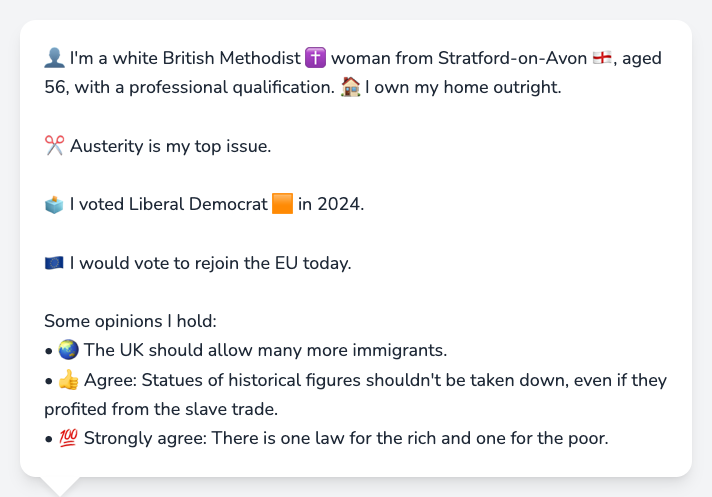 👤 I'm a white British Methodist ✝️ woman from Stratford-on-Avon 🏴󠁧󠁢󠁥󠁮󠁧󠁿, aged
56, with a professional qualification. 🏠 I own my home outright.
✂️ Austerity is my top issue.
🗳️ I voted Liberal Democrat 🟧 in 2024.
🇪🇺 I would vote to rejoin the EU today.
Some opinions I hold:
• 🌏 The UK should allow many more immigrants.
• 👍 Agree: Statues of historical figures shouldn't be taken down, even if they
profited from the slave trade.
• 💯 Strongly agree: There is one law for the rich and one for the poor.